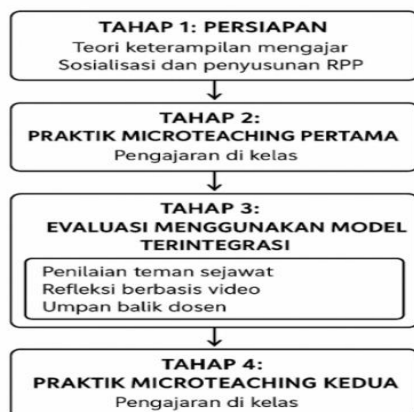 TAHAP 1: PERSIAPAN
Teori keterampilan mengajar
Sosialisasi dan penyusunan RPP
TAHAP 2:
PRAKTIK MICROTEACHING PERTAMA
Pengajaran di kelas
TAHAP 3:
EVALUASI MENGGUNAKAN MODEL
TERINTEGRASI
Penilaian teman sejawat
Refleksi berbasis video
Umpan balik dosen
TAHAP 4:
PRAKTIK MICROTEACHING KEDUA
Pengajaran di kelas